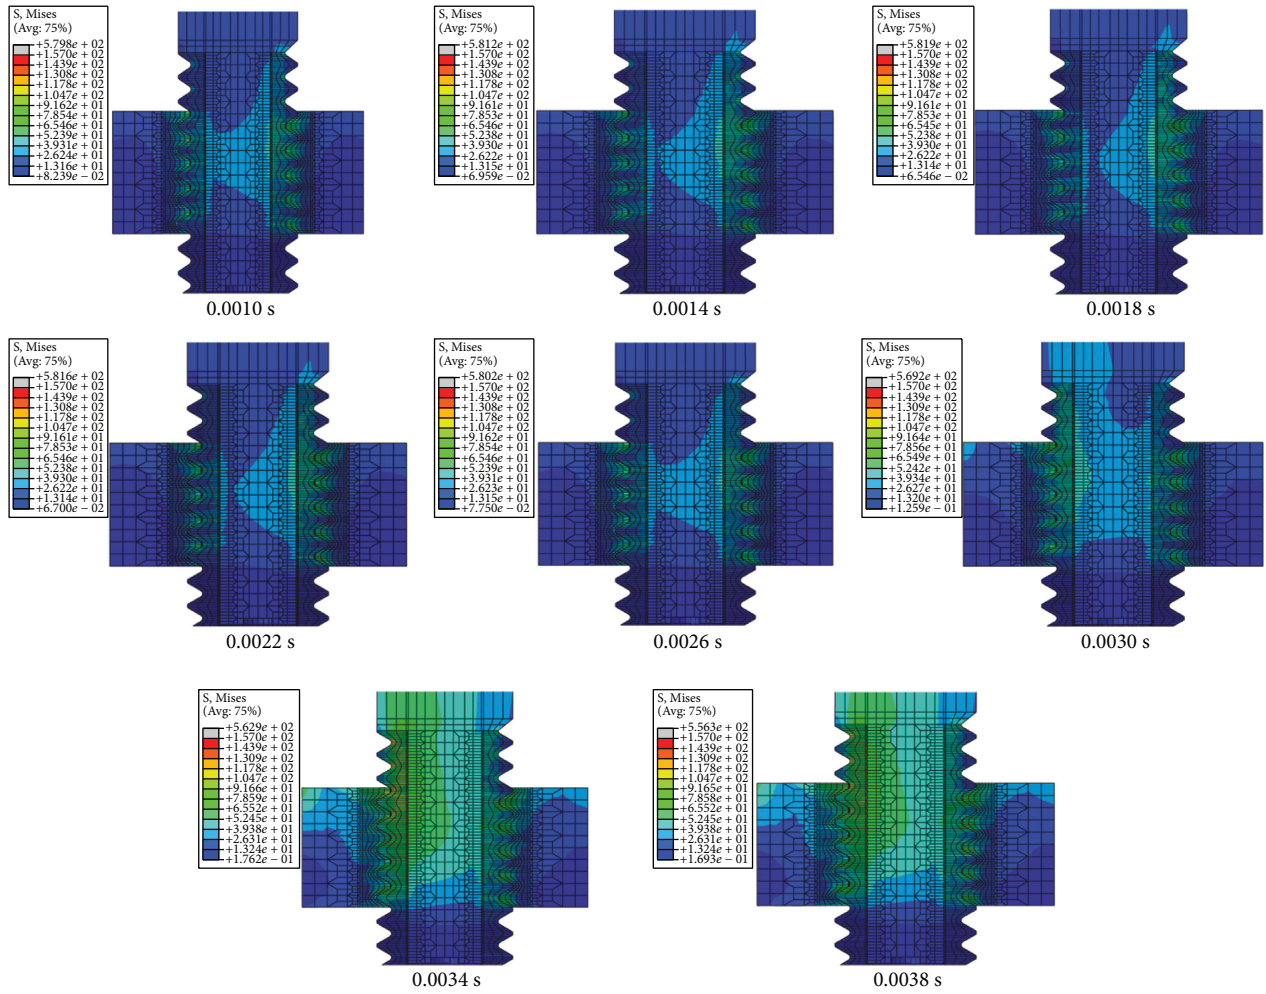 S, Mises
(Avg: 75%)
+5.798e + 02
+1.570e + 02
+1.439e + 02
+1.308e + 02
+1.178e + 02
+1.047e + 02
+9.162e + 01
+7.854e + 01
+6.546e + 01
+5.239e + 01
+3.931e + 01
+2.624e + 01
+1.316e + 01
+8.239e − 02
0.0010 s
S, Mises
(Avg: 75%)
+5.812e + 02
+1.570e + 02
+1.439e + 02
+1.308e + 02
+1.178e + 02
+1.047e + 02
+9.161e + 01
+7.853e + 01
+6.546e + 01
+5.238e + 01
+3.930e + 01
+2.622e + 01
+1.315e + 01
+6.959e − 02
0.0014 s
S, Mises
(Avg: 75%)
+5.819e + 02
+1.570e + 02
+1.439e + 02
+1.308e + 02
+1.178e + 02
+1.047e + 02
+9.161e + 01
+7.853e + 01
+6.545e + 01
+5.238e + 01
+3.930e + 01
+2.622e + 01
+1.314e + 01
+6.546e − 02
0.0018 s
S, Mises
(Avg: 75%)
+5.816e + 02
+1.570e + 02
+1.439e + 02
+1.308e + 02
+1.178e + 02
+1.047e + 02
+9.161e + 01
+7.853e + 01
+6.546e + 01
+5.238e + 01
+3.930e + 01
+2.622e + 01
+1.314e + 01
+6.700e − 02
0.0022 s
S, Mises
(Avg: 75%)
+5.802e + 02
+1.570e + 02
+1.439e + 02
+1.308e + 02
+1.178e + 02
+1.047e + 02
+9.162e + 01
+7.854e + 01
+6.546e + 01
+5.239e + 01
+3.931e + 01
+2.623e + 01
+1.315e + 01
+7.750e − 02
0.0026 s
S, Mises
(Avg: 75%)
+5.692e + 02
+1.570e + 02
+1.439e + 02
+1.309e + 02
+1.178e + 02
+1.047e + 02
+9.164e + 01
+7.856e + 01
+6.549e + 01
+5.242e + 01
+3.934e + 01
+2.627e + 01
+1.320e + 01
+1.259e − 01
0.0030 s
S, Mises
(Avg: 75%)
+5.629e + 02
+1.570e + 02
+1.439e + 02
+1.309e + 02
+1.178e + 02
+1.047e + 02
+9.166e + 01
+7.859e + 01
+6.552e + 01
+5.245e + 01
+3.938e + 01
+2.631e + 01
+1.324e + 01
+1.762e − 01
0.0034 s
S, Mises
(Avg: 75%)
+5.563e + 02
+1.570e + 02
+1.439e + 02
+1.309e + 02
+1.178e + 02
+1.047e + 02
+9.165e + 01
+7.858e + 01
+6.552e + 01
+5.245e + 01
+3.938e + 01
+2.631e + 01
+1.324e + 01
+1.693e − 01
0.0038 s